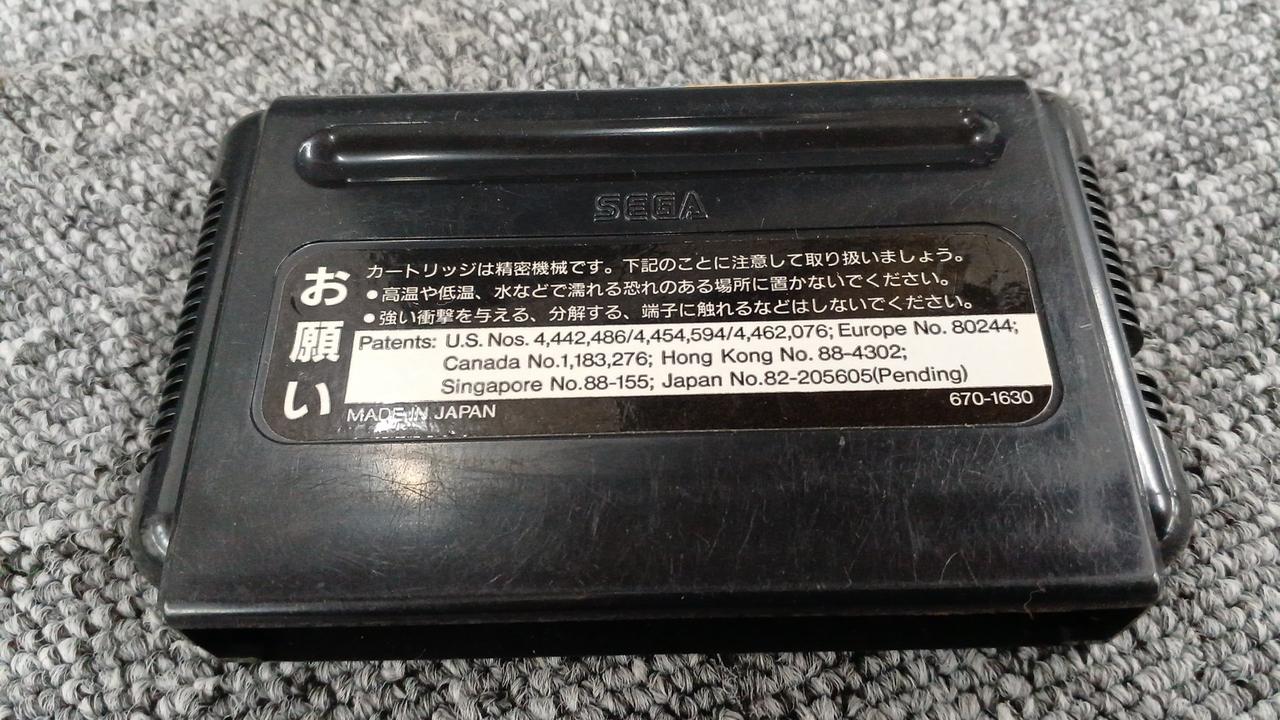 SEGA
お願い
カートリッジは精密機械です。下記のことに注意して取り扱いましょう。
●高温や低温、水などで濡れる恐れのある場所に置かないでください。
●強い衝撃を与える、分解する、端子に触れるなどはしないでください。
Patents: U.S. Nos. 4,442,486/4,454,594/4,462,076; Europe No. 80244;
Canada No.1,183,276; Hong Kong No. 88-4302;
Singapore No.88-155; Japan No.82-205605(Pending)
MADE IN JAPAN
670-1630